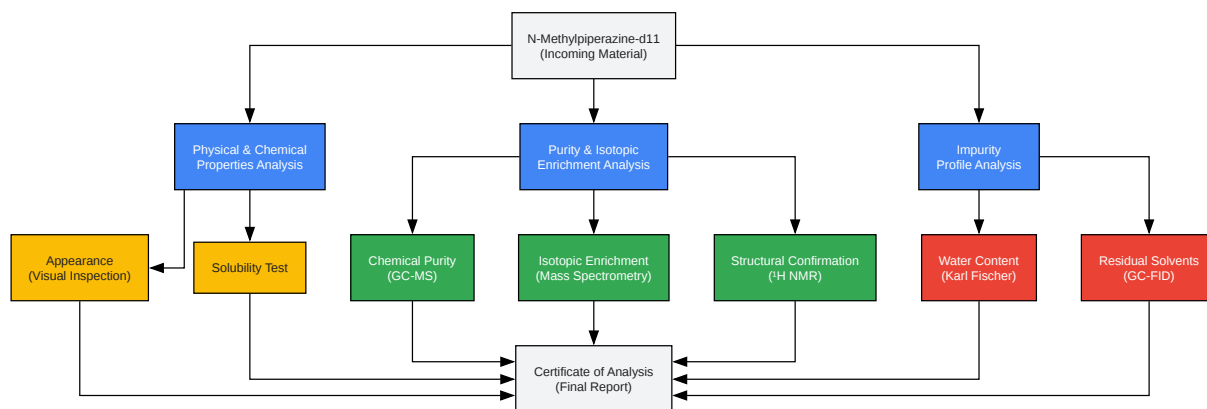 N-Methylpiperazine-d11
(Incoming Material)
Physical & Chemical
Properties Analysis
Purity & Isotopic
Enrichment Analysis
Impurity
Profile Analysis
Appearance
(Visual Inspection)
Solubility Test
Chemical Purity
(GC-MS)
Isotopic Enrichment
(Mass Spectrometry)
Structural Confirmation
(¹H NMR)
Water Content
(Karl Fischer)
Residual Solvents
(GC-FID)
Certificate of Analysis
(Final Report)